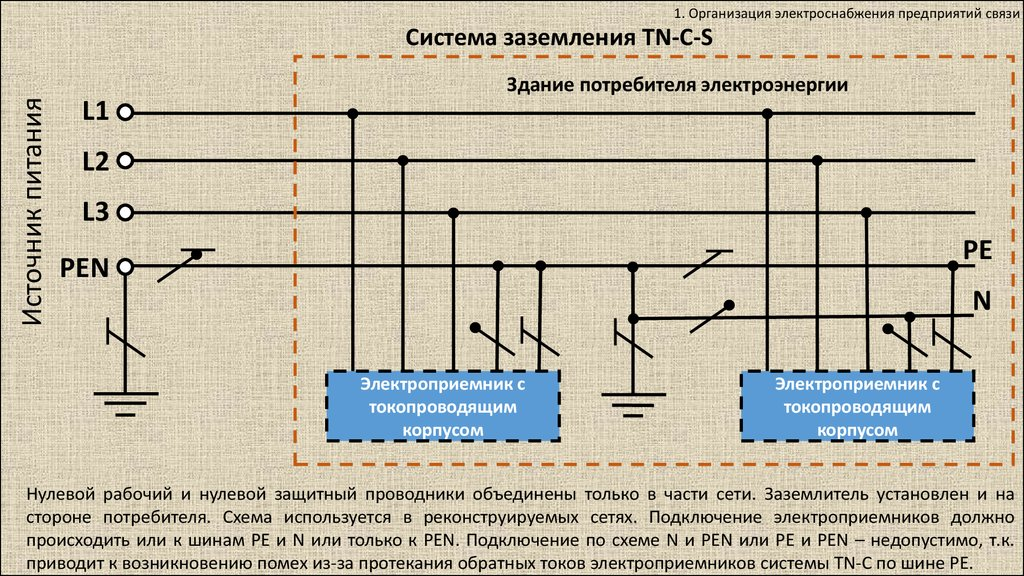 1. Организация электроснабжения предприятий связи
Система заземления TN-C-S
Здание потребителя электроэнергии
Источник питания
L1
L2
L3
PEN
PE
N
Электроприемник с
токопроводящим
корпусом
Электроприемник с
токопроводящим
корпусом
Нулевой рабочий и нулевой защитный проводники объединены только в части сети. Заземлитель установлен и на
стороне потребителя. Схема используется в реконструируемых сетях. Подключение электроприемников должно
происходить или к шинам PE и N или только к PEN. Подключение по схеме N и PEN или PE и PEN – недопустимо, т.к.
приводит к возникновению помех из-за протекания обратных токов электроприемников системы TN-C по шине PE.